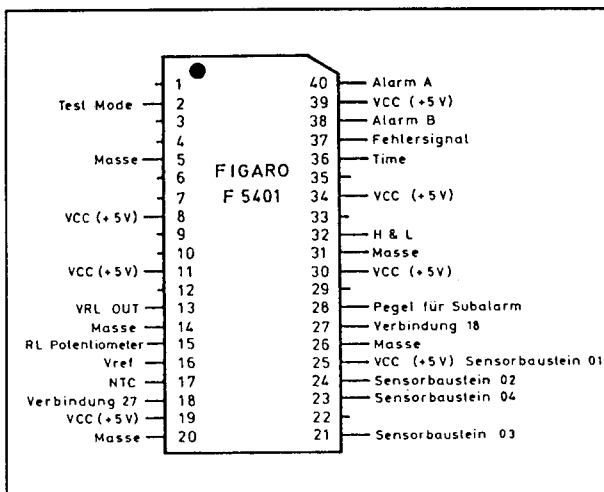 1 40 Alarm A
Test Mode 2 39 VCC (+5V)
3 38 Alarm B
37 Fehlersignal
Masse 5 36 Time
6 35
7 34 VCC (+5V)
VCC (+5V) 8 33
9 32 H & L
10 31 Masse
VCC (+5V) 11 30 VCC (+5V)
12 29
VRL OUT 13 28 Pegel für Subalarm
Masse 14 27 Verbindung 18
RL Potentiometer 15 26 Masse
Vref 16 25 VCC (+5V) Sensorbaustein 01
NTC 17 24 Sensorbaustein 02
Verbindung 27 18 23 Sensorbaustein 04
VCC (+5V) 19 22
Masse 20 21 Sensorbaustein 03
FIGARO
F 5401